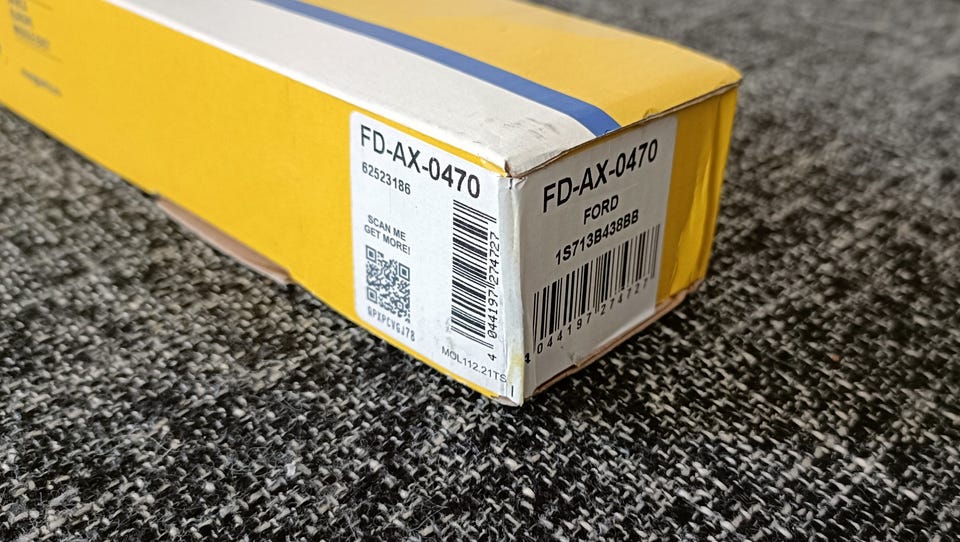 FD-AX-0470
62523186
SCAN ME
GET MORE!
QPXPCVGJ78
4 044197 274727
MOL112.21TS
FD-AX-0470
FORD
1S713B438BB
4 044197 274727